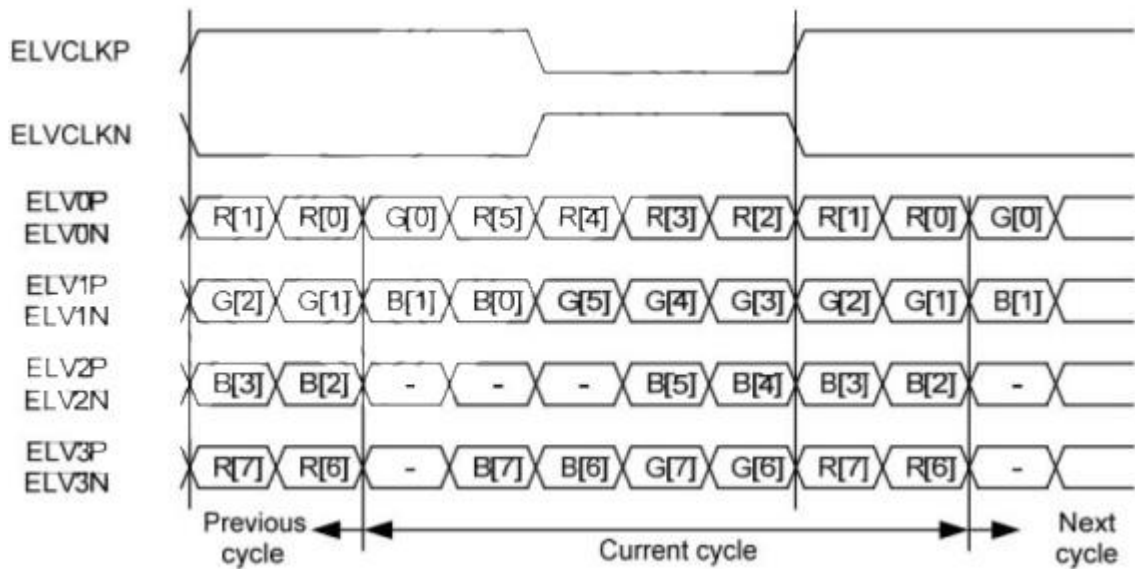 ELVCLKP
ELVCLKN
ELV0P
ELV0N
R[1] R[0] G[0] R[5] R[4] R[3] R[2] R[1] R[0] G[0]
ELV1P
ELV1N
G[2] G[1] B[1] B[0] G[5] G[4] G[3] G[2] G[1] B[1]
ELV2P
ELV2N
B[3] B[2] - - - B[5] B[4] B[3] B[2] -
ELV3P
ELV3N
R[7] R[6] - B[7] B[6] G[7] G[6] R[7] R[6] -
Previous
cycle
Current cycle
Next
cycle